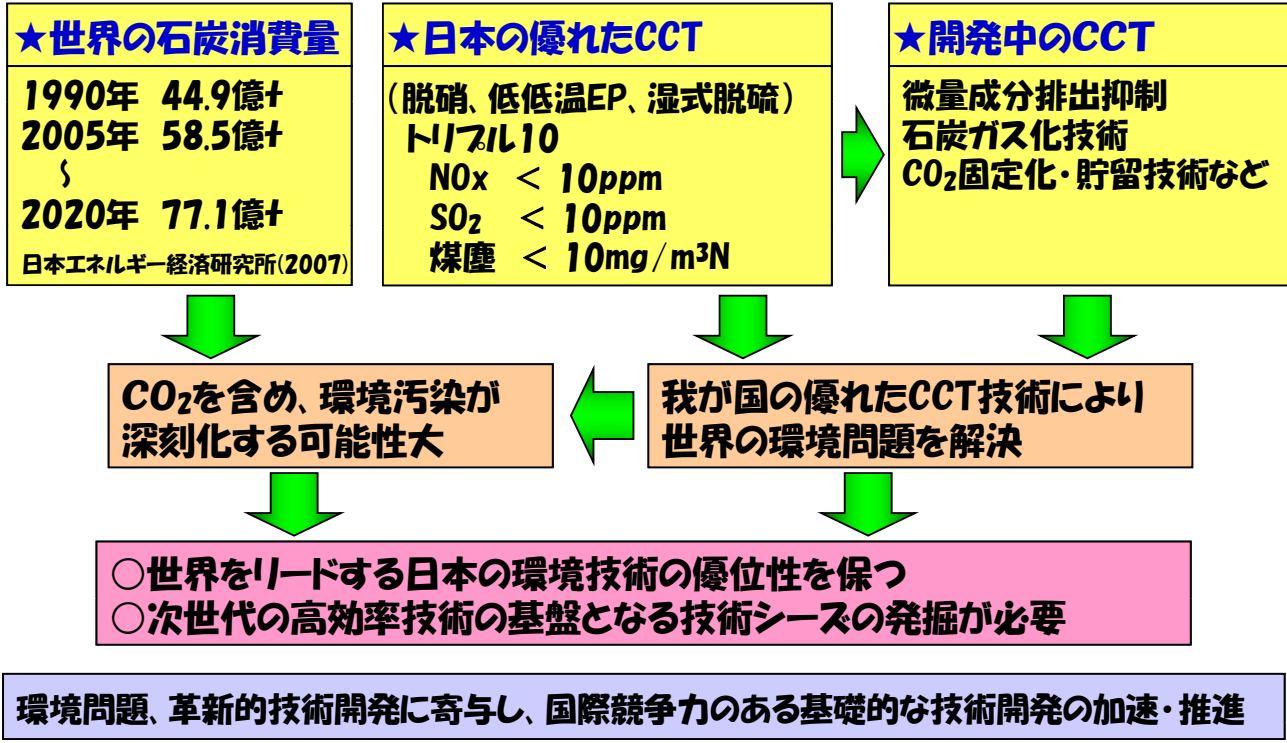 ★世界の石炭消費量
1990年 44.9億t
2005年 58.5億t
~
2020年 77.1億t
日本エネルギー経済研究所(2007)
★日本の優れたCCT
(脱硝、低低温EP、湿式脱硫)
トリプル10
NOx < 10ppm
SO2 < 10ppm
煤塵 < 10mg/m3N
★開発中のCCT
微量成分排出抑制
石炭ガス化技術
CO2固定化・貯留技術など
CO2を含め、環境汚染が
深刻化する可能性大
我が国の優れたCCT技術により
世界の環境問題を解決
○世界をリードする日本の環境技術の優位性を保つ
○次世代の高効率技術の基盤となる技術シーズの発掘が必要
環境問題、革新的技術開発に寄与し、国際競争力のある基礎的な技術開発の加速・推進